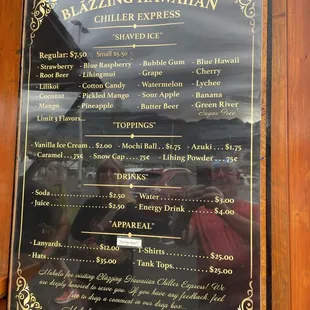 BLAZZING HAWAIIAN
CHILLER EXPRESS
"SHAVED ICE"
Regular: $7.50 Small $5.50
- Strawberry - Blue Raspberry - Bubble Gum - Blue Hawaii
- Root Beer - Lihingmui - Grape - Cherry
- Lilikoi - Cotton Candy - Watermelon - Lychee
- Coconut - Pickled Mango - Sour Apple - Banana
- Mango - Pineapple - Butter Beer - Green River
Sugar Free
Limit 3 Flavors...
"TOPPINGS"
- Vanilla Ice Cream . . $2.00 - Mochi Ball . . $1.75 - Azuki . . . $1.75
- Caramel . . 75¢ - Snow Cap . . . 75¢ - Lihing Powder . . 75¢
"DRINKS"
- Soda $2.50 - Water $3.00
- Juice $2.50 - Energy Drink $4.00
"APPAREAL"
- Lanyards $12.00 T-Shirts $25.00
- Hats $35.00 Tank Tops $25.00
Mahalo for visiting Blazzing Hawaiian Chiller Express! We
are deeply honored to serve you. If you have any feedback, feel
free to drop a comment in our drop box.